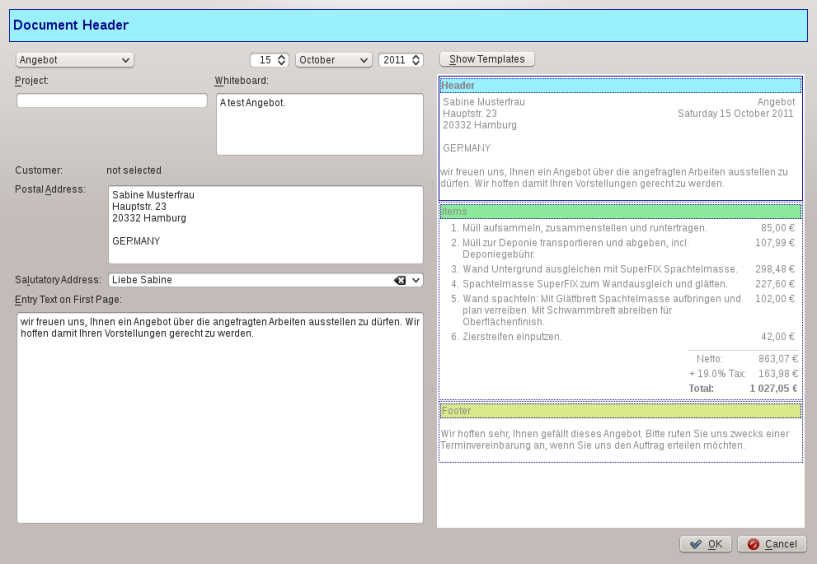 Document Header
Angebot 15 October 2011
Project: Whiteboard:
A test Angebot.
Customer: not selected
Postal Address:
Sabine Musterfrau
Hauptstr. 23
20332 Hamburg
GERMANY
Salutatory Address: Liebe Sabine
Entry Text on First Page:
wir freuen uns, Ihnen ein Angebot über die angefragten Arbeiten ausstellen zu dürfen. Wir
hoffen damit Ihren Vorstellungen gerecht zu werden.
Show Templates
Header
Sabine Musterfrau Angebot
Hauptstr. 23 Saturday 15 October 2011
20332 Hamburg
GERMANY
wir freuen uns, Ihnen ein Angebot über die angefragten Arbeiten ausstellen zu
dürfen. Wir hoffen damit Ihren Vorstellungen gerecht zu werden.
Items
1. Müll aufsammeln, zusammenstellen und runtertragen. 85,00 €
2. Müll zur Deponie transportieren und abgeben, incl. 107,99 €
Deponiegebühr.
3. Wand Untergrund ausgleichen mit SuperFIX Spachtelmasse. 298,48 €
4. Spachtelmasse SuperFIX zum Wandausgleich und glätten. 227,60 €
5. Wand spachteln: Mit Glättbrett Spachtelmasse aufbringen und 102,00 €
plan verreiben. Mit Schwammbrett abreiben für
Oberflächenfinish.
6. Zierstreifen einputzen. 42,00 €
Netto: 863,07 €
+ 19.0% Tax: 163,98 €
Total: 1 027,05 €
Footer
Wir hoffen sehr, Ihnen gefällt dieses Angebot. Bitte rufen Sie uns zwecks einer
Terminvereinbarung an, wenn Sie uns den Auftrag erteilen möchten.
OK Cancel